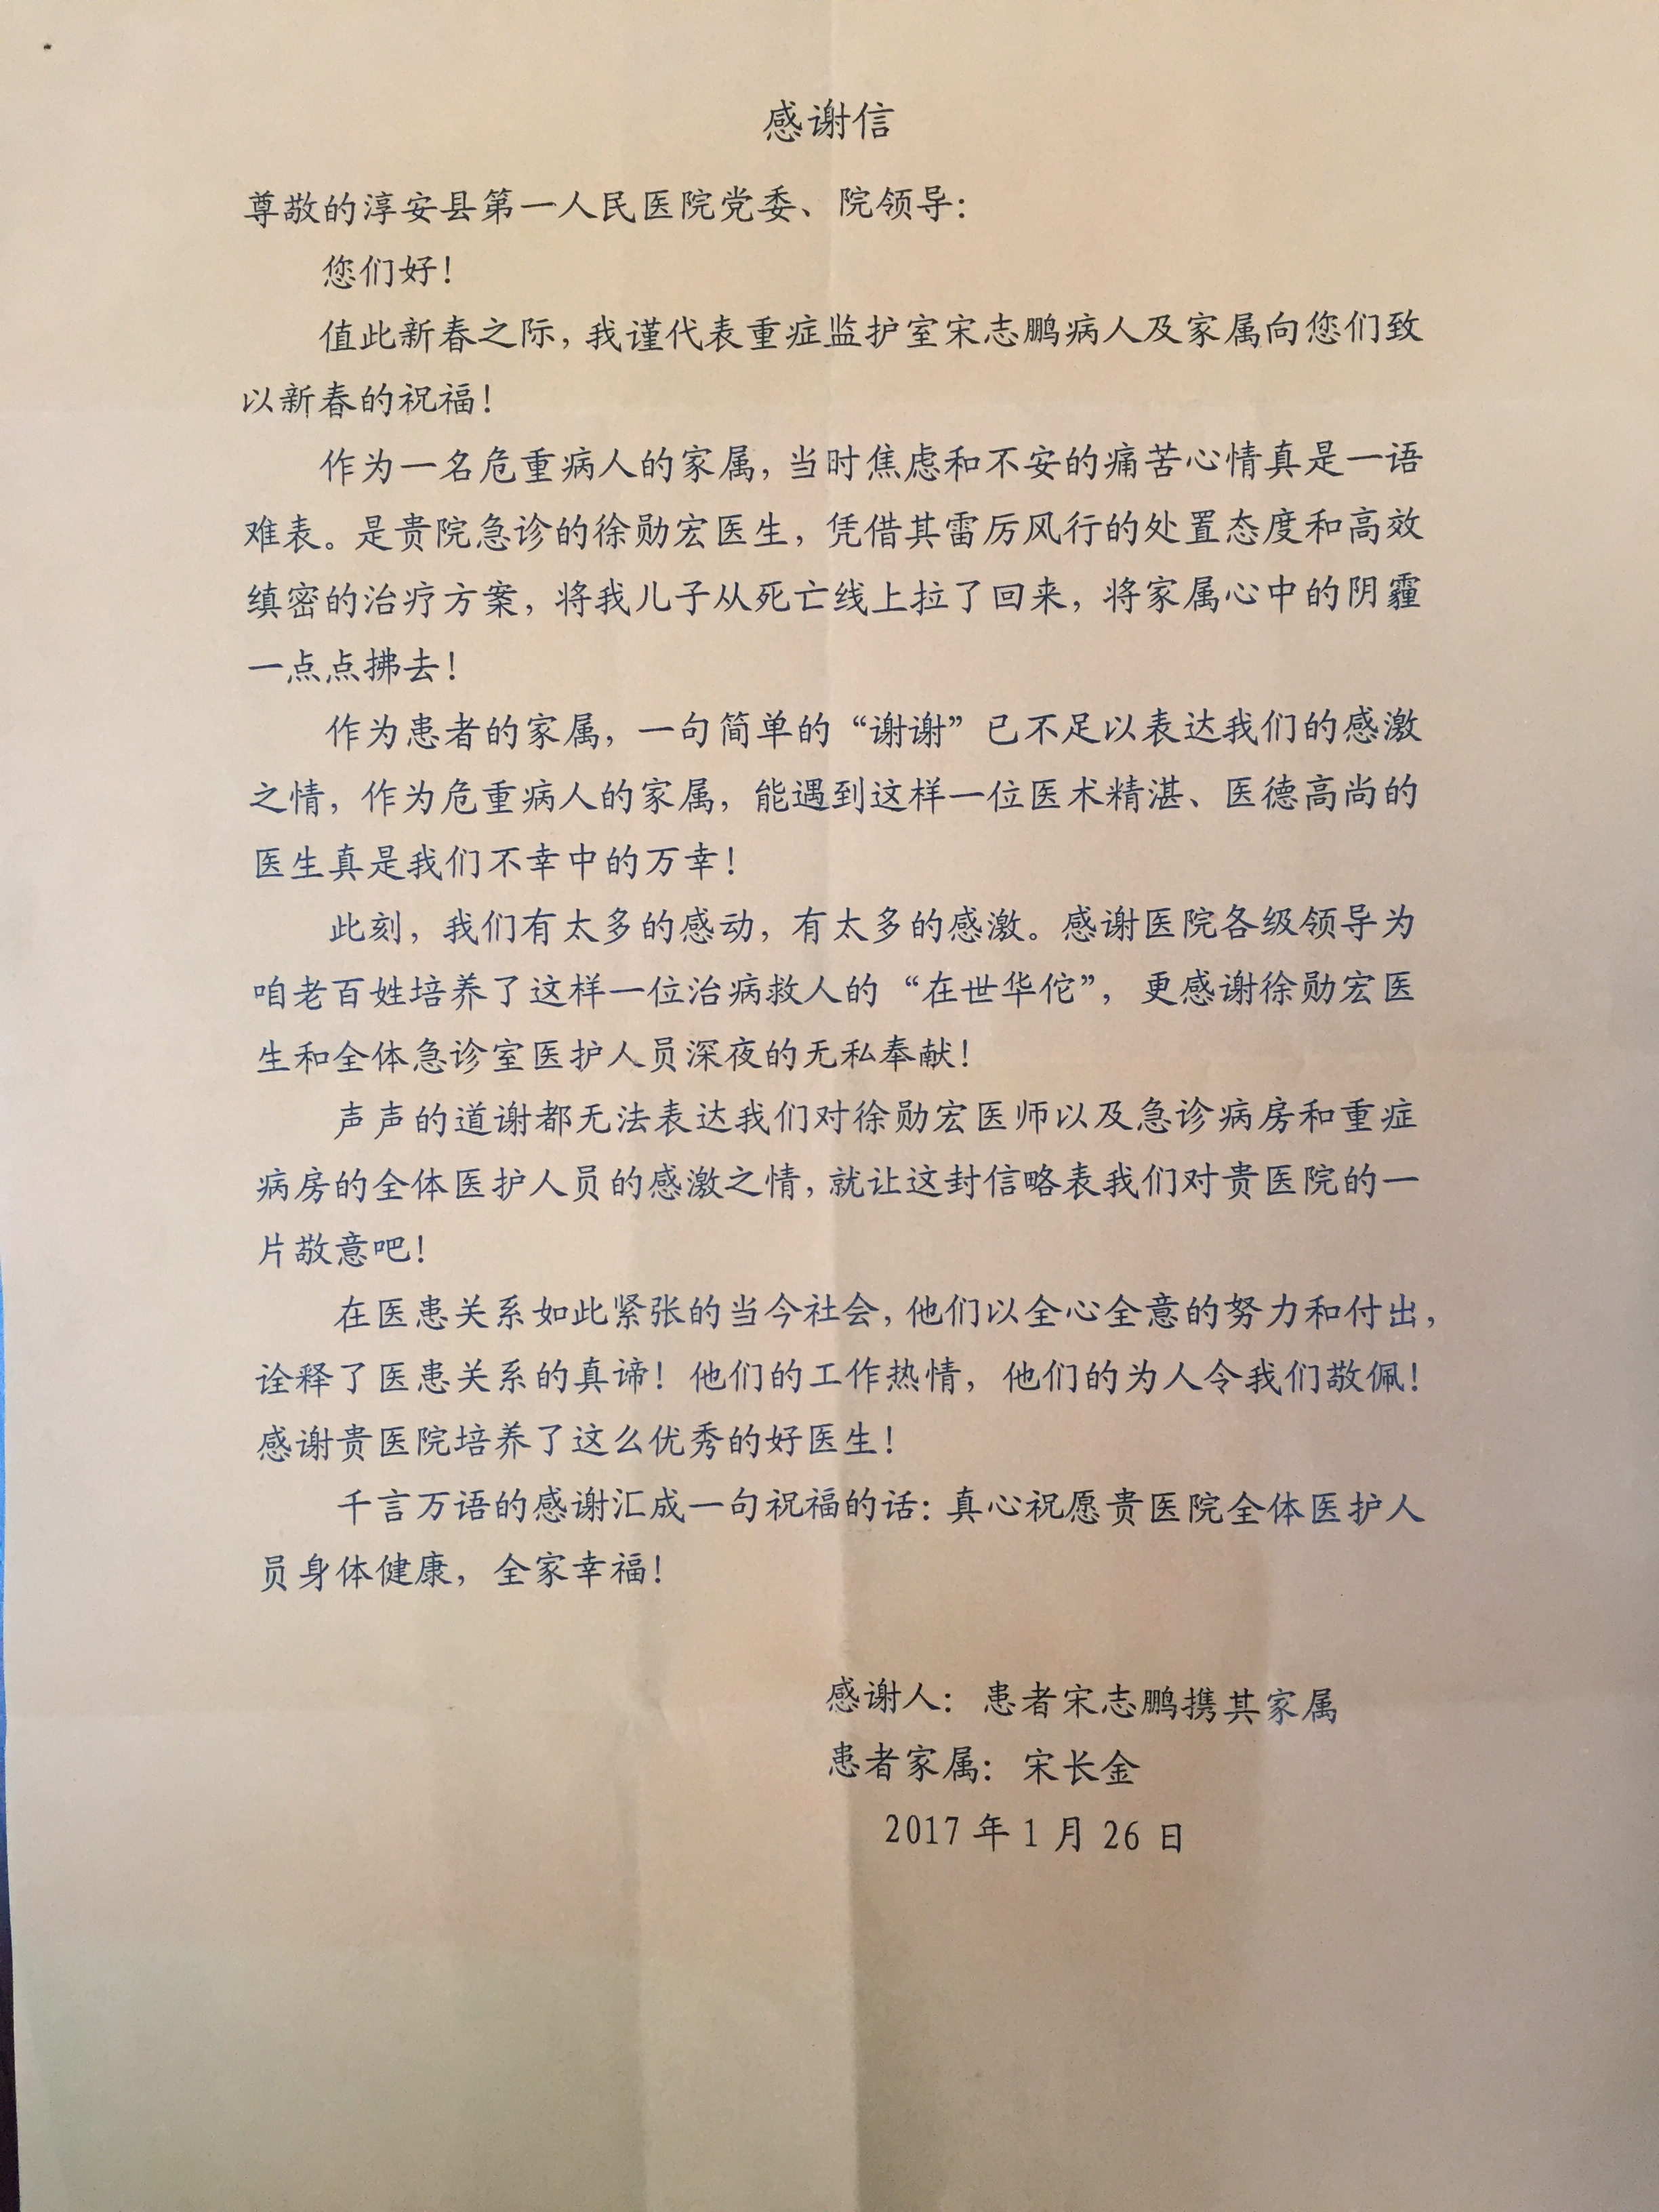 感谢信
尊敬的淳安县第一人民医院党委、院领导：
您们好！
值此新春之际，我谨代表重症监护室宋志鹏病人及家属向您们致
以新春的祝福！
作为一名危重病人的家属，当时焦虑和不安的痛苦心情真是一语
难表。是贵院急诊的徐勋宏医生，凭借其雷厉风行的处置态度和高效
缜密的治疗方案，将我儿子从死亡线上拉了回来，将家属心中的阴霾
一点点拂去！
作为患者的家属，一句简单的“谢谢”已不足以表达我们的感激
之情，作为危重病人的家属，能遇到这样一位医术精湛、医德高尚的
医生真是我们不幸中的万幸！
此刻，我们有太多的感动，有太多的感激。感谢医院各级领导为
咱老百姓培养了这样一位治病救人的“在世华佗”，更感谢徐勋宏医
生和全体急诊室医护人员深夜的无私奉献！
声声的道谢都无法表达我们对徐勋宏医师以及急诊病房和重症
病房的全体医护人员的感激之情，就让这封信略表我们对贵医院的一
片敬意吧！
在医患关系如此紧张的当今社会，他们以全心全意的努力和付出，
诠释了医患关系的真谛！他们的工作热情，他们的为人令我们敬佩！
感谢贵医院培养了这么优秀的好医生！
千言万语的感谢汇成一句祝福的话：真心祝愿贵医院全体医护人
员身体健康，全家幸福！
感谢人：患者宋志鹏携其家属
患者家属：宋长金
2017 年 1 月 26 日